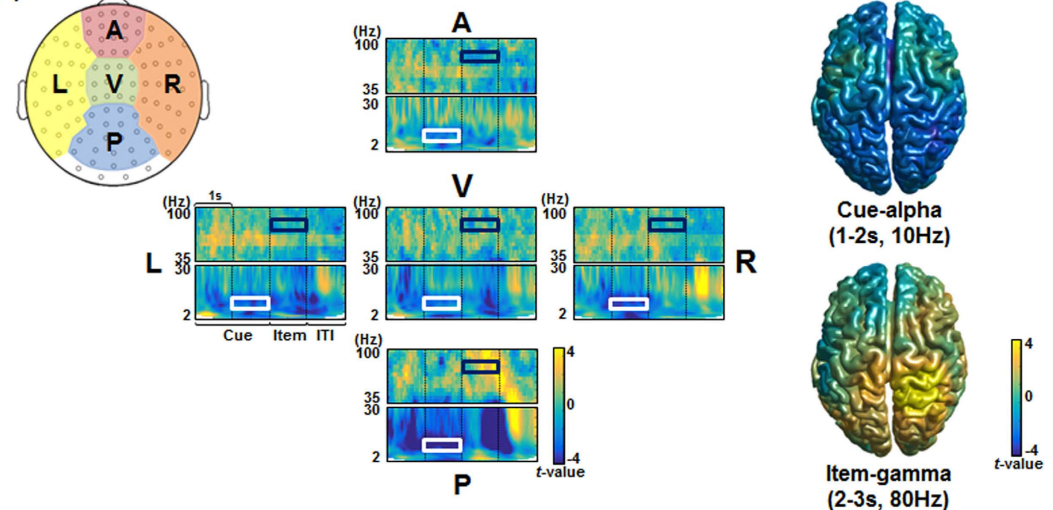 A
L
V
R
P
A
(Hz)
100
35
30
2
V
(Hz)
1s
100
35
30
2
L
(Hz)
100
35
30
2
(Hz)
100
35
30
2
R
Cue Item ITI
100
35
30
2
4
0
-4
t-value
P
Cue-alpha
(1-2s, 10Hz)
4
0
-4
t-value
Item-gamma
(2-3s, 80Hz)